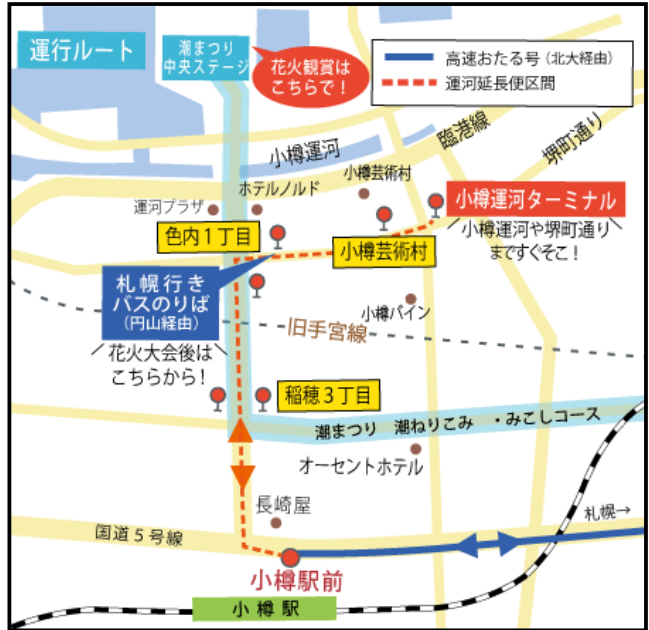 運行ルート
潮まつり
中央ステージ
花火観賞は
こちらで！
高速おたる号（北大経由）
運河延長便区間
小樽運河
臨港線
堺町通り
小樽芸術村
ホテルノルド
運河プラザ
小樽運河ターミナル
小樽運河や堺町通り
まですぐそこ！
色内１丁目
小樽芸術村
札幌行き
バスのりば
（円山経由）
花火大会後は
こちらから！
小樽バイン
旧手宮線
稲穂３丁目
潮まつり 潮ねりこみ ・みこしコース
オーセントホテル
長崎屋
国道５号線
札幌→
小樽駅前
小樽駅